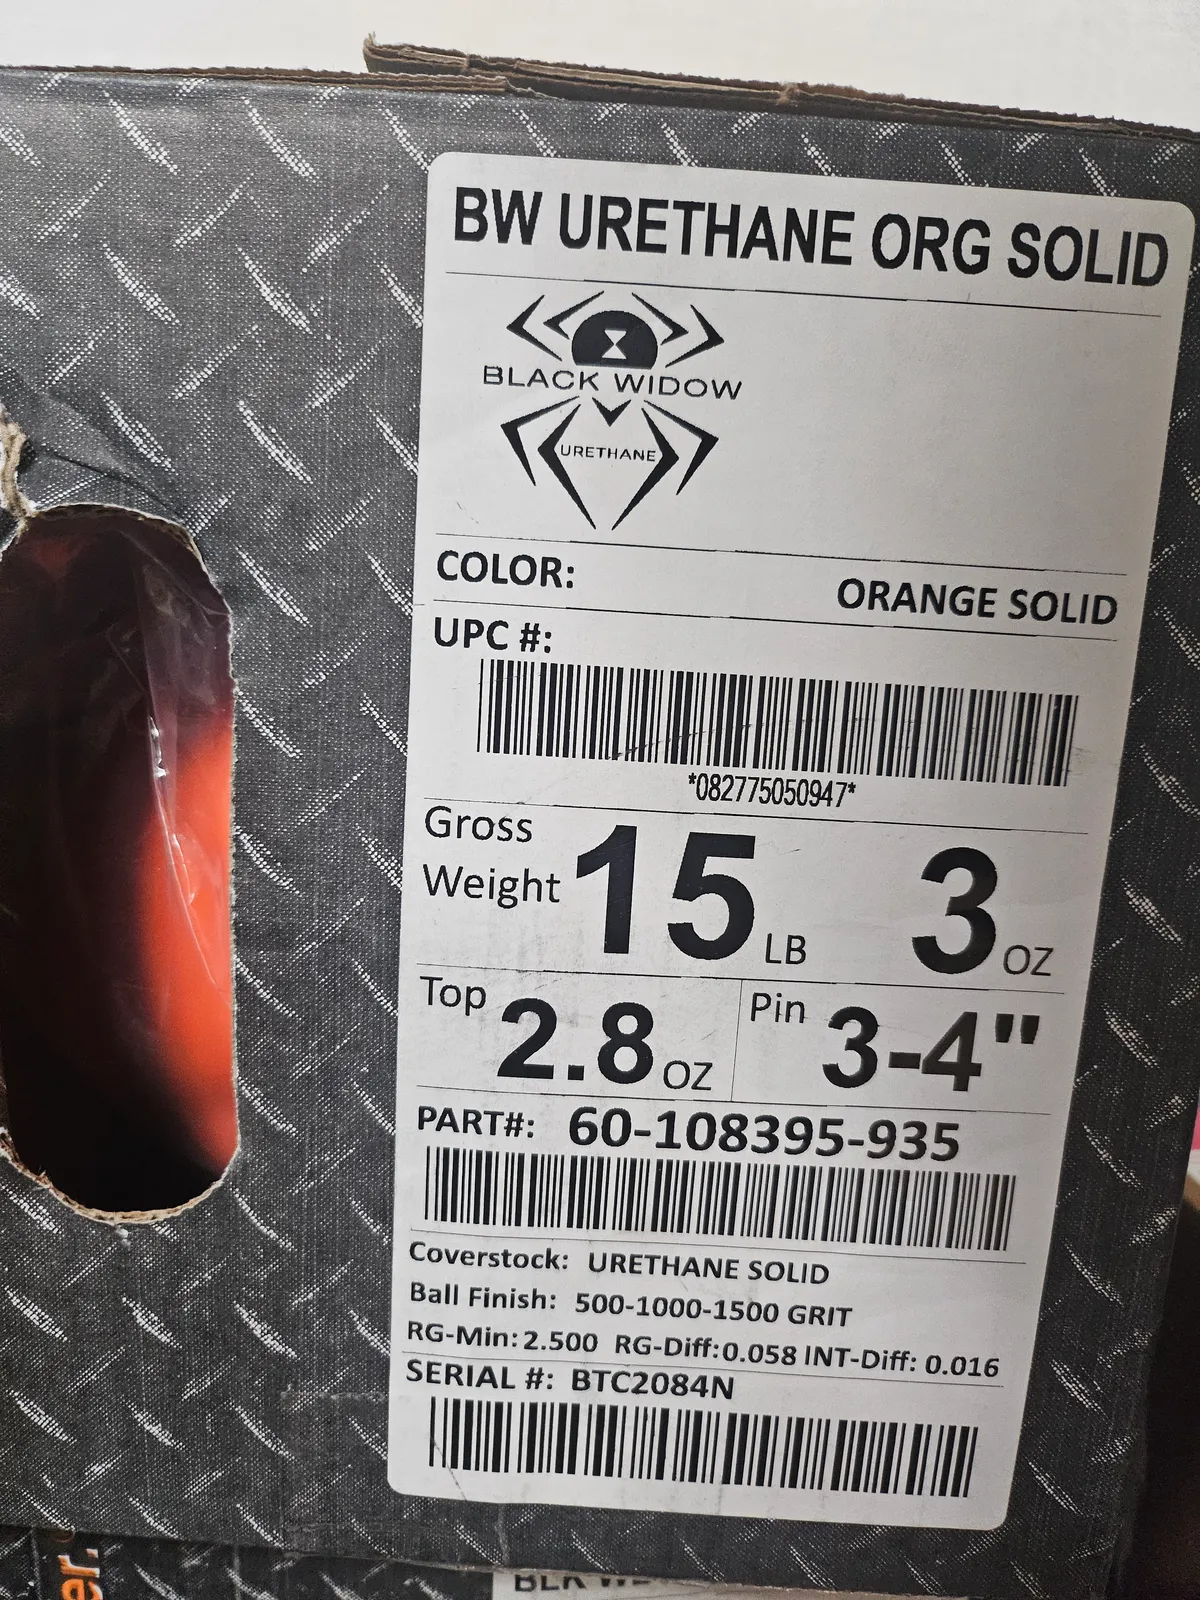 BW URETHANE ORG SOLID
BLACK WIDOW
URETHANE
COLOR: ORANGE SOLID
UPC #:
*082775050947*
Gross Weight 15 LB 3 OZ
Top 2.8 OZ Pin 3-4"
PART#: 60-108395-935
Coverstock: URETHANE SOLID
Ball Finish: 500-1000-1500 GRIT
RG-Min: 2.500 RG-Diff: 0.058 INT-Diff: 0.016
SERIAL #: BTC2084N
er.